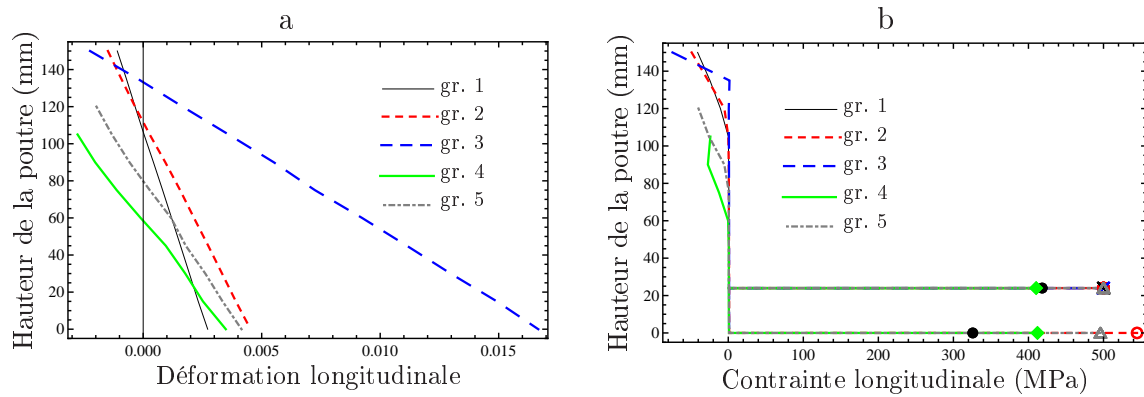 a
Hauteur de la poutre (mm)
140
120
100
80
60
40
20
0
0.000
0.005
0.010
0.015
Déformation longitudinale
gr. 1
gr. 2
gr. 3
gr. 4
gr. 5
b
Hauteur de la poutre (mm)
140
120
100
80
60
40
20
0
0
100
200
300
400
500
Contrainte longitudinale (MPa)
gr. 1
gr. 2
gr. 3
gr. 4
gr. 5